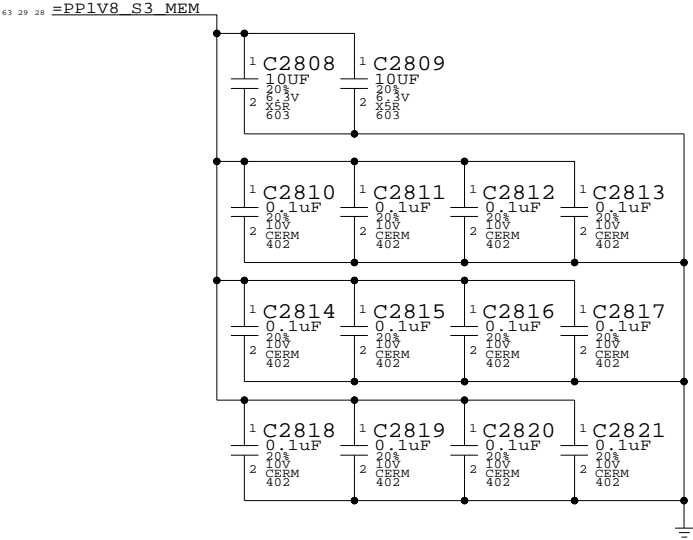 63 29 28 =PP1V8_S3_MEM
1 C2808 1 C2809
10UF 10UF
20% 20%
6.3V 6.3V
2 X5R 2 X5R
603 603
1 C2810 1 C2811 1 C2812 1 C2813
0.1uF 0.1uF 0.1uF 0.1uF
20% 20% 20% 20%
10V 10V 10V 10V
2 CERM 2 CERM 2 CERM 2 CERM
402 402 402 402
1 C2814 1 C2815 1 C2816 1 C2817
0.1uF 0.1uF 0.1uF 0.1uF
20% 20% 20% 20%
10V 10V 10V 10V
2 CERM 2 CERM 2 CERM 2 CERM
402 402 402 402
1 C2818 1 C2819 1 C2820 1 C2821
0.1uF 0.1uF 0.1uF 0.1uF
20% 20% 20% 20%
10V 10V 10V 10V
2 CERM 2 CERM 2 CERM 2 CERM
402 402 402 402